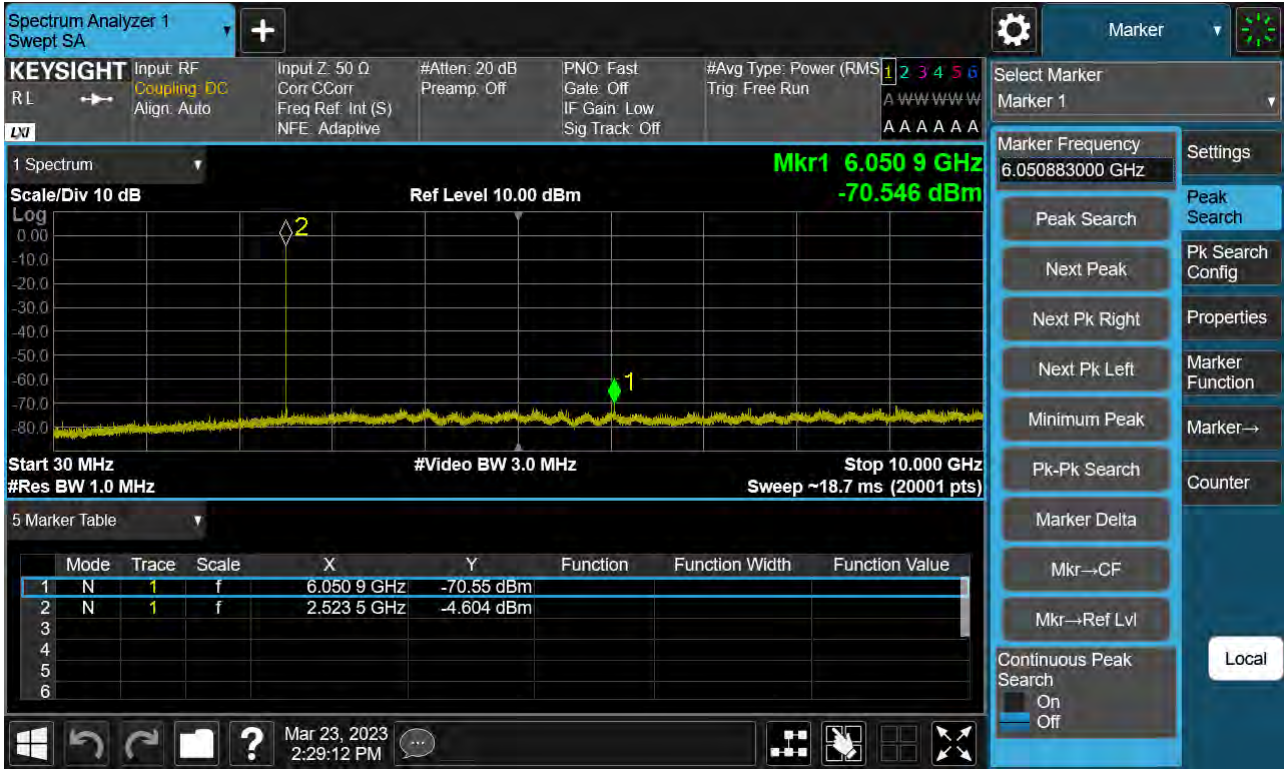 Spectrum Analyzer 1
Swept SA
Marker
KEYSIGHT
R L
LXI
Input: RF
Coupling: DC
Align: Auto
Input Z: 50 Ω
Corr CCorr
Freq Ref: Int (S)
NFE: Adaptive
#Atten: 20 dB
Preamp: Off
PNO: Fast
Gate: Off
IF Gain: Low
Sig Track: Off
#Avg Type: Power (RMS
Trig: Free Run
1 2 3 4 5 6
A W W W W W
A A A A A A
1 Spectrum
Mkr1 6.050 9 GHz
Scale/Div 10 dB
Ref Level 10.00 dBm
-70.546 dBm
Log
0.00
-10.0
-20.0
-30.0
-40.0
-50.0
-60.0
-70.0
-80.0
2
1
Start 30 MHz
#Video BW 3.0 MHz
Stop 10.000 GHz
#Res BW 1.0 MHz
Sweep ~18.7 ms (20001 pts)
5 Marker Table
Mode Trace Scale X Y Function Function Width Function Value
1 N 1 f 6.050 9 GHz -70.55 dBm
2 N 1 f 2.523 5 GHz -4.604 dBm
3
4
5
6
Mar 23, 2023
2:29:12 PM
Select Marker
Marker 1
Marker Frequency
6.050883000 GHz
Peak Search
Next Peak
Next Pk Right
Next Pk Left
Minimum Peak
Pk-Pk Search
Marker Delta
Mkr→CF
Mkr→Ref Lvl
Continuous Peak
Search
On
Off
Settings
Peak
Search
Pk Search
Config
Properties
Marker
Function
Marker→
Counter
Local